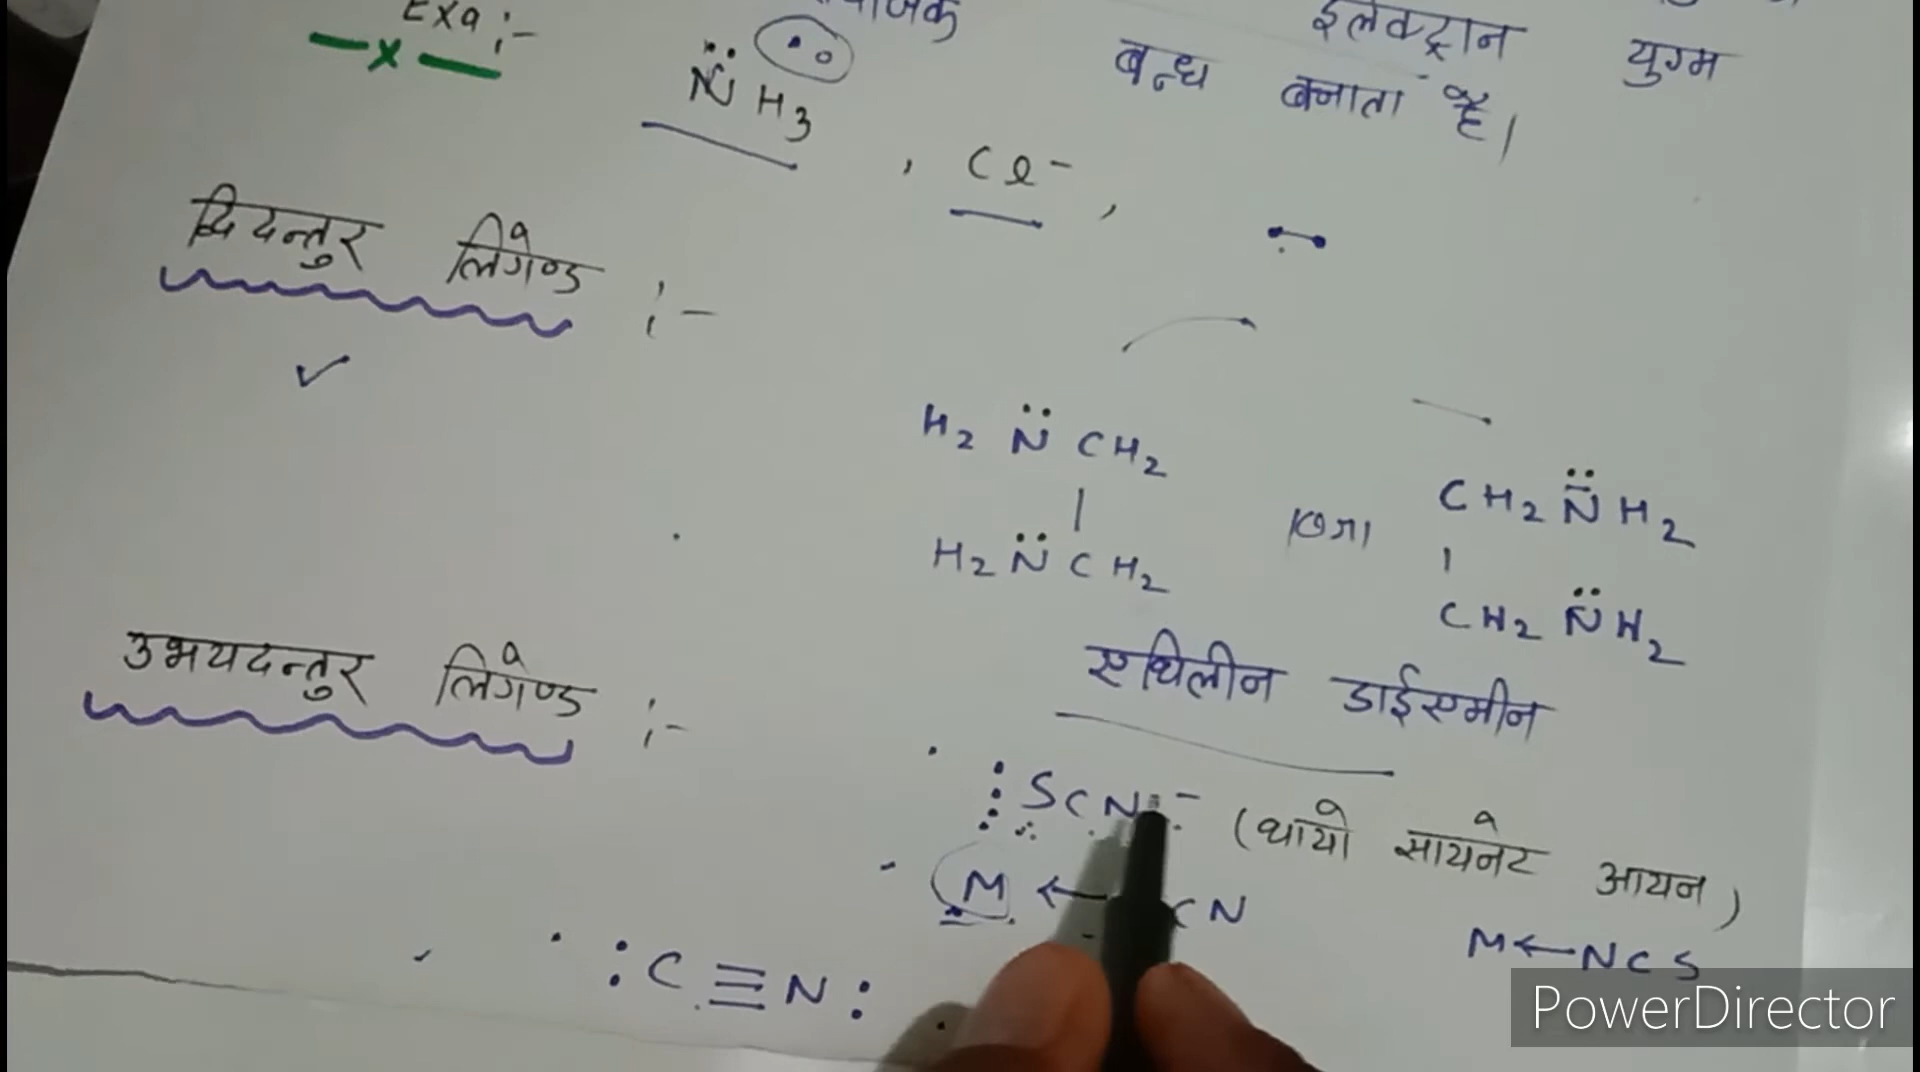 Exa :-
इलेक्ट्रान युग्म
बन्ध बनाता है।
N̈H₃ , Cl⁻ ,
द्विदन्तुर लिगेण्ड :-
H₂N̈CH₂
|
H₂N̈CH₂
CH₂N̈H₂
|
CH₂N̈H₂
एथिलीन डाईएमीन
उभयदन्तुर लिगेण्ड :-
:SCN:⁻ (थायो सायनेट आयन)
M ← CN
M ← NCS
:C≡N:
PowerDirector